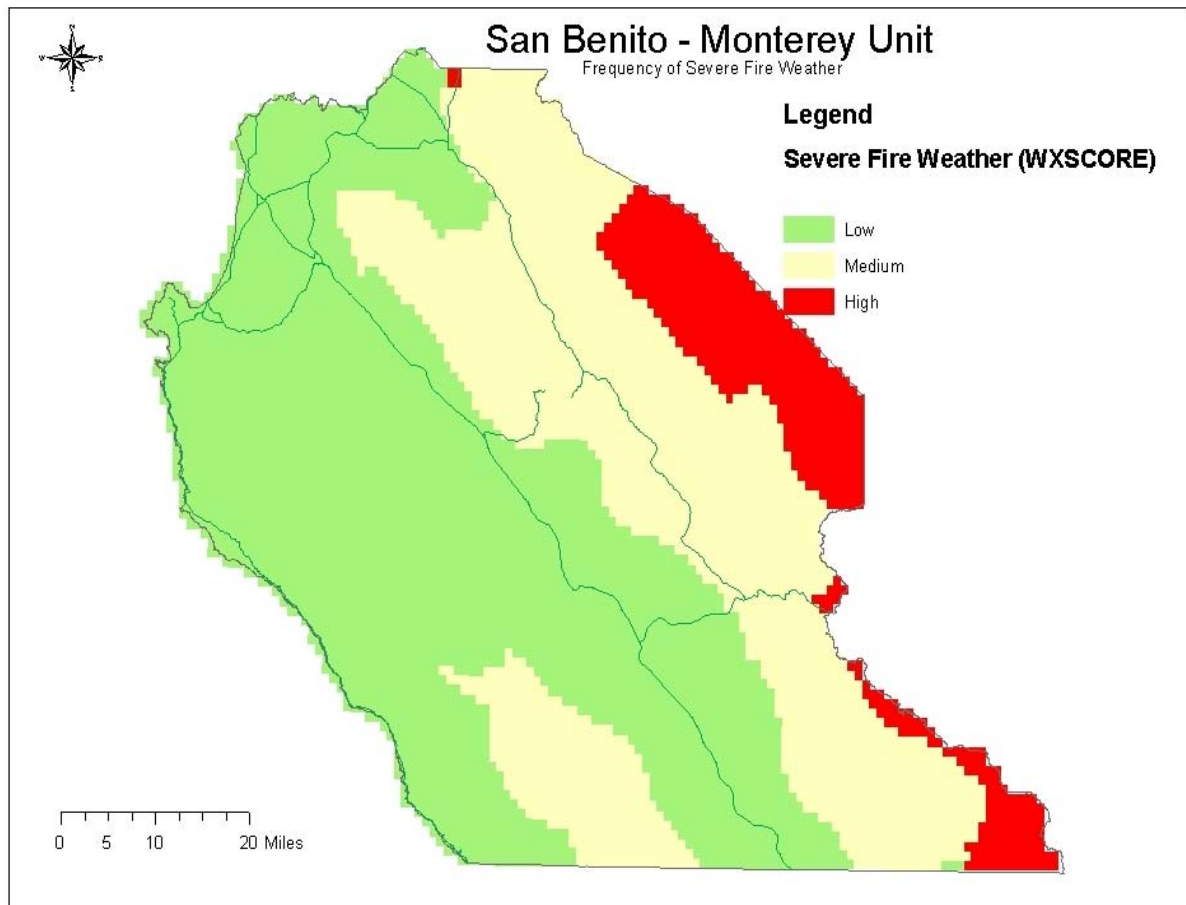 San Benito - Monterey Unit
Frequency of Severe Fire Weather
Legend
Severe Fire Weather (WXSCORE)
Low
Medium
High
0 5 10 20 Miles